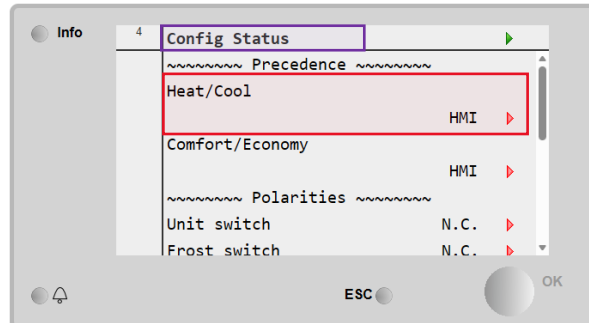 Info
4
Config Status
~~~~~~~~ Precedence ~~~~~~~~
Heat/Cool
HMI
Comfort/Economy
HMI
~~~~~~~~ Polarities ~~~~~~~~
Unit switch N.C.
Frost switch N.C.
ESC
OK